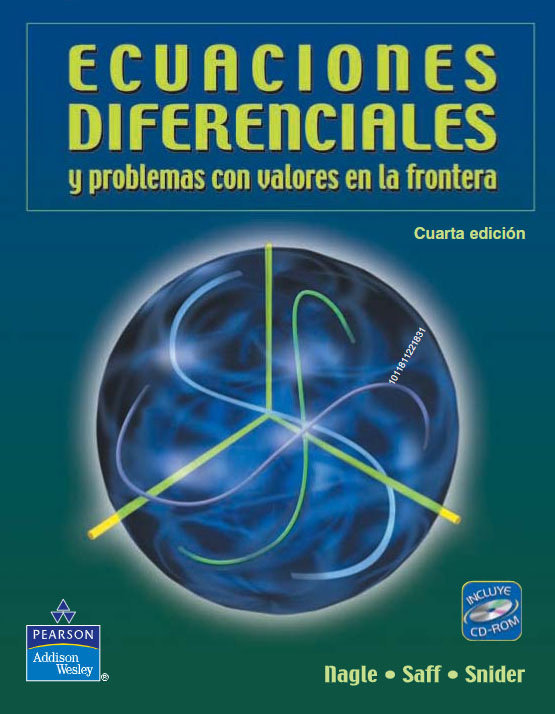 ECUACIONES
DIFERENCIALES
y problemas con valores en la frontera
Cuarta edición
1011811221831
INCLUYE
CD-ROM
PEARSON
Addison
Wesley
®
Nagle • Saff • Snider